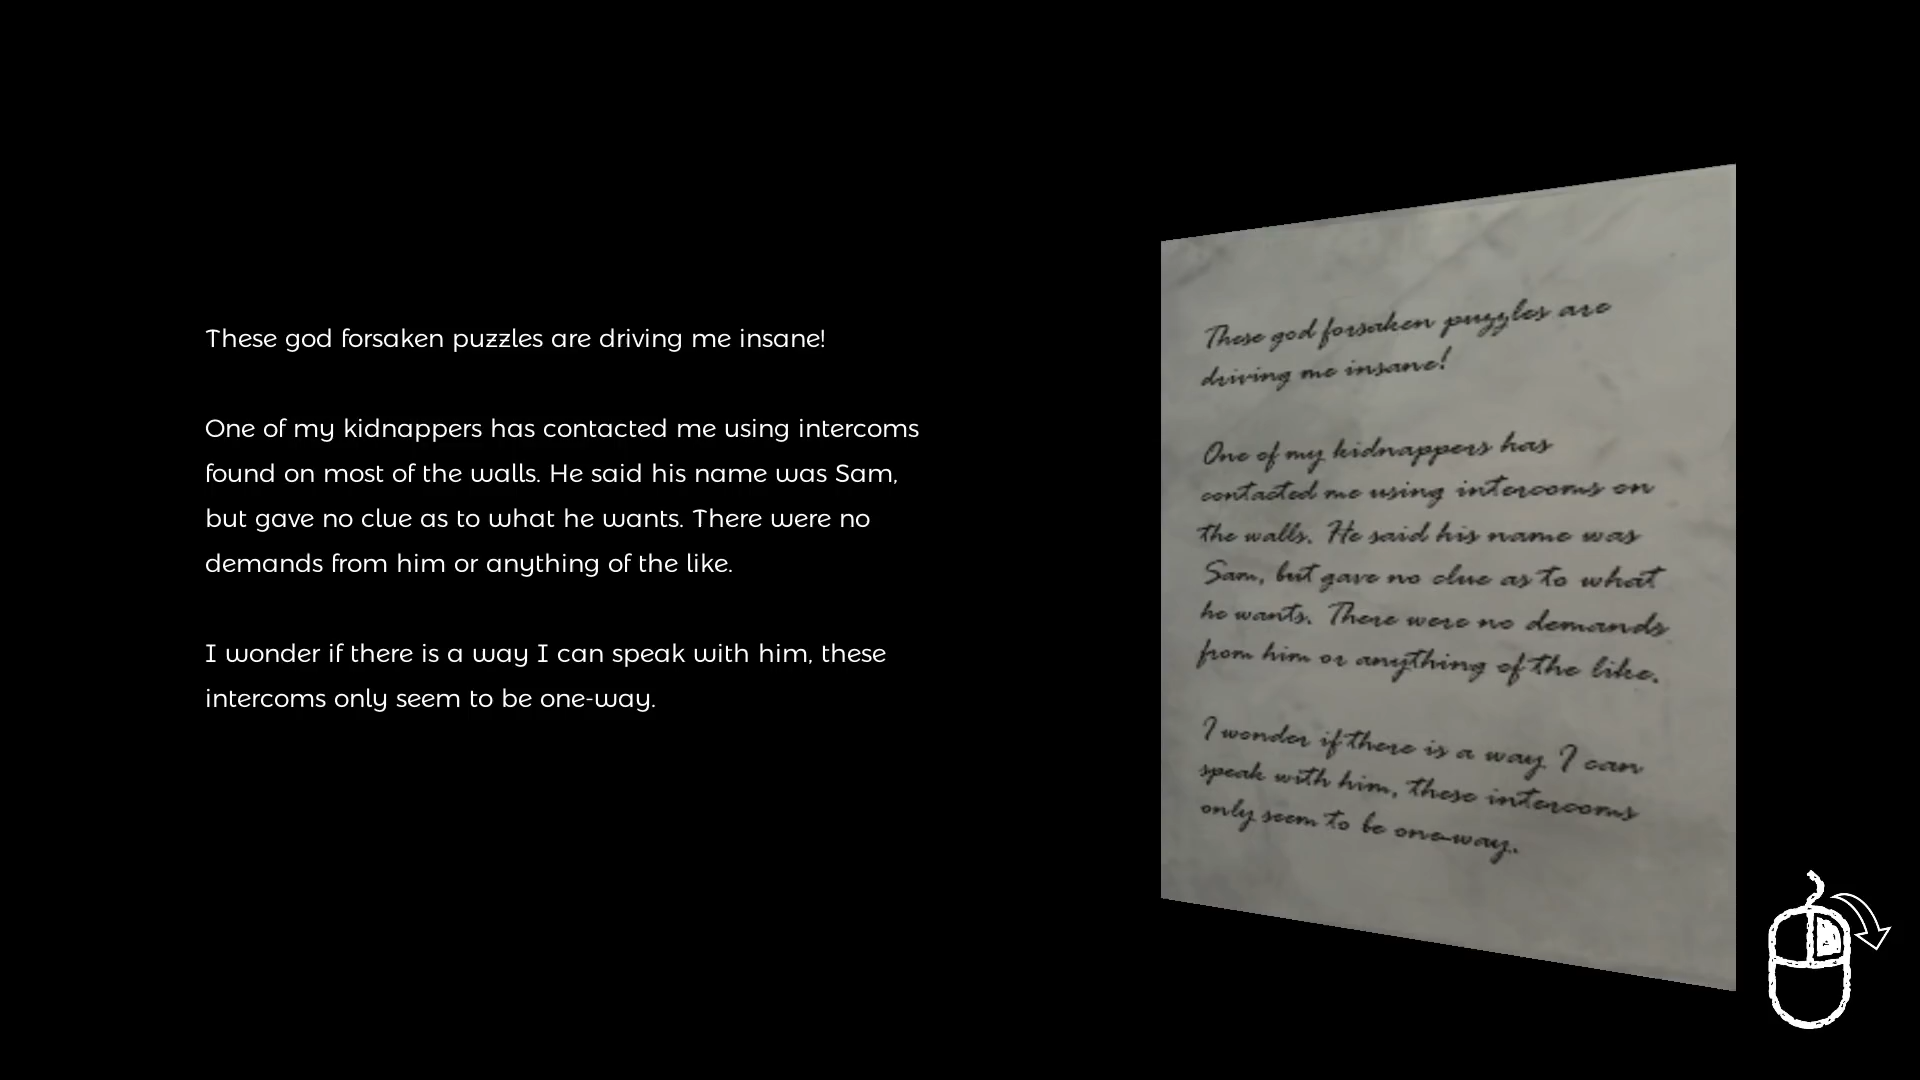 These god forsaken puzzles are driving me insane!
One of my kidnappers has contacted me using intercoms
found on most of the walls. He said his name was Sam,
but gave no clue as to what he wants. There were no
demands from him or anything of the like.
I wonder if there is a way I can speak with him, these
intercoms only seem to be one-way.
These god forsaken puzzles are
driving me insane!
One of my kidnappers has
contacted me using intercoms on
the walls. He said his name was
Sam, but gave no clue as to what
he wants. There were no demands
from him or anything of the like.
I wonder if there is a way I can
speak with him, these intercoms
only seem to be one-way.